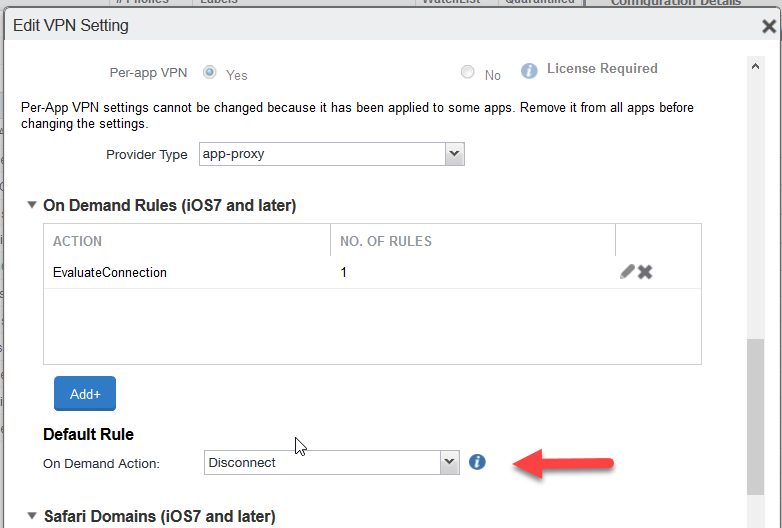 # Phones Labels WatchList Quarantined Configuration Details
Edit VPN Setting
Per-app VPN Yes No License Required
Per-App VPN settings cannot be changed because it has been applied to some apps. Remove it from all apps before
changing the settings.
Provider Type app-proxy
On Demand Rules (iOS7 and later)
ACTION NO. OF RULES
EvaluateConnection 1
Add+
Default Rule
On Demand Action: Disconnect
Safari Domains (iOS7 and later)